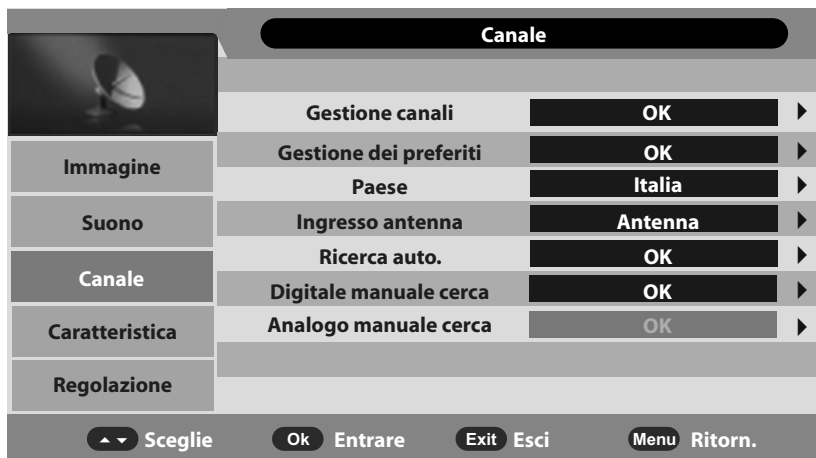 Canale
Gestione canali OK
Gestione dei preferiti OK
Paese Italia
Ingresso antenna Antenna
Ricerca auto. OK
Digitale manuale cerca OK
Analogo manuale cerca OK
Immagine
Suono
Canale
Caratteristica
Regolazione
Sceglie Ok Entrare Exit Esci Menu Ritorn.